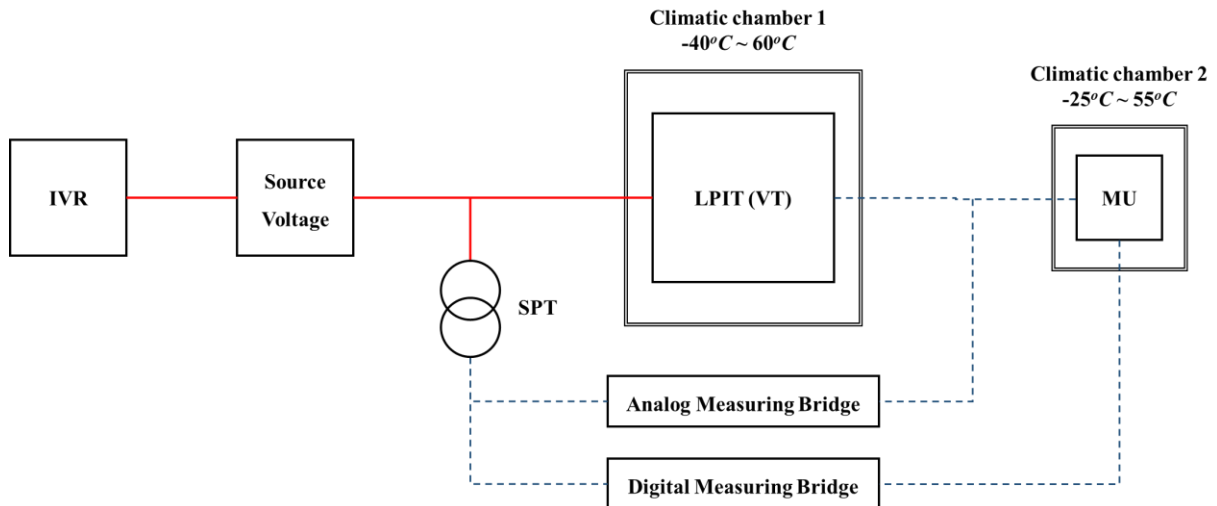 Climatic chamber 1
-40°C ~ 60°C
Climatic chamber 2
-25°C ~ 55°C
IVR
Source
Voltage
LPIT (VT)
MU
SPT
Analog Measuring Bridge
Digital Measuring Bridge